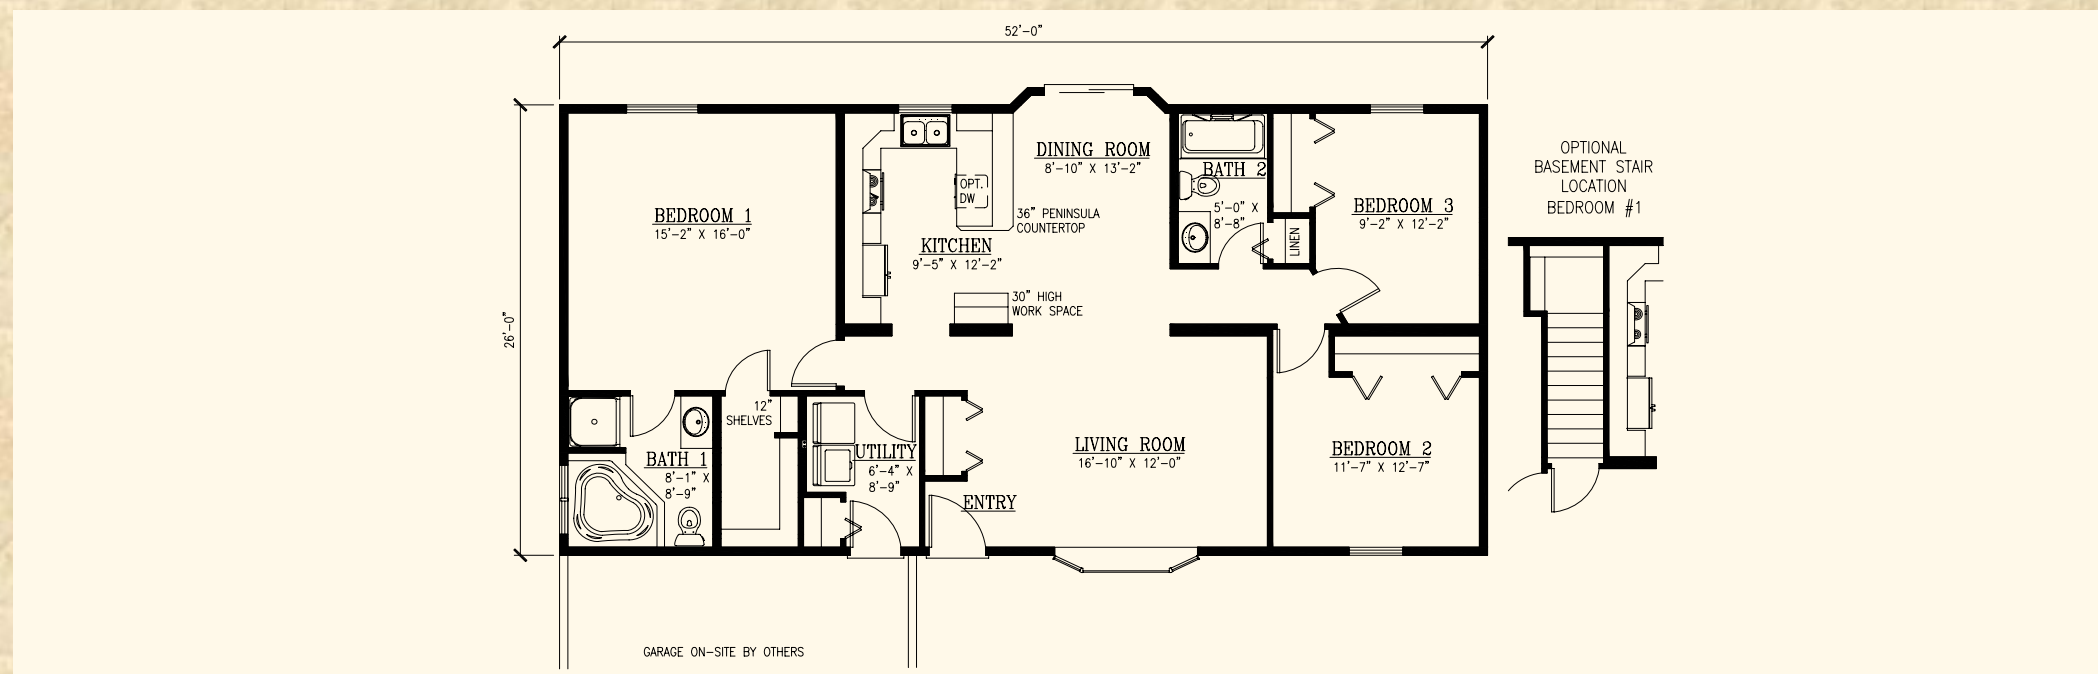 52'-0"
26'-0"
BEDROOM 1
15'-2" X 16'-0"
KITCHEN
9'-5" X 12'-2"
OPT.
DW
36" PENINSULA
COUNTERTOP
30" HIGH
WORK SPACE
DINING ROOM
8'-10" X 13'-2"
BATH 2
5'-0" X
8'-8"
LINEN
BEDROOM 3
9'-2" X 12'-2"
OPTIONAL
BASEMENT STAIR
LOCATION
BEDROOM #1
BATH 1
8'-1" X
8'-9"
12"
SHELVES
UTILITY
6'-4" X
8'-9"
ENTRY
LIVING ROOM
16'-10" X 12'-0"
BEDROOM 2
11'-7" X 12'-7"
GARAGE ON-SITE BY OTHERS